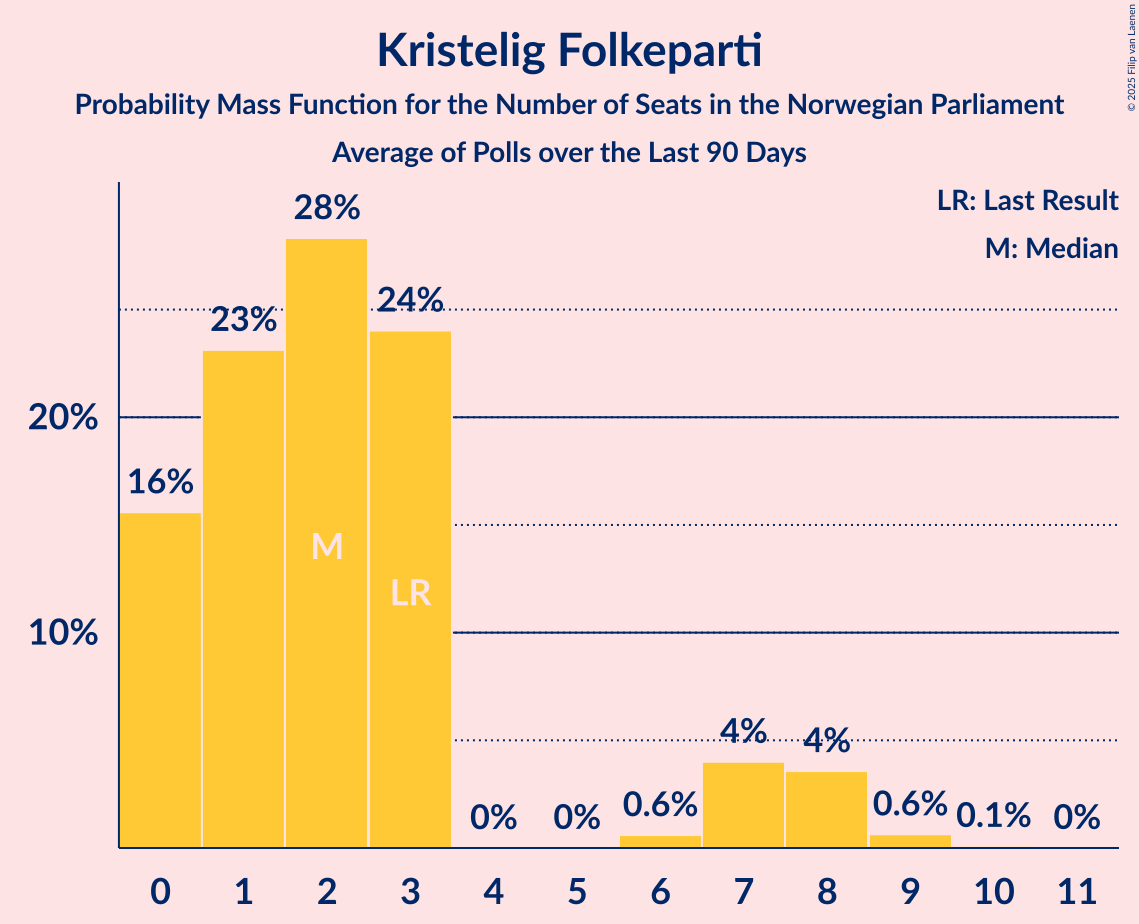 Kristelig Folkeparti
Probability Mass Function for the Number of Seats in the Norwegian Parliament
Average of Polls over the Last 90 Days
© 2025 Filip van Laenen
LR: Last Result
M: Median
28%
24%
23%
20%
16%
M
LR
10%
4%
4%
0%
0%
0.6%
0.6%
0.1%
0%
0 1 2 3 4 5 6 7 8 9 10 11